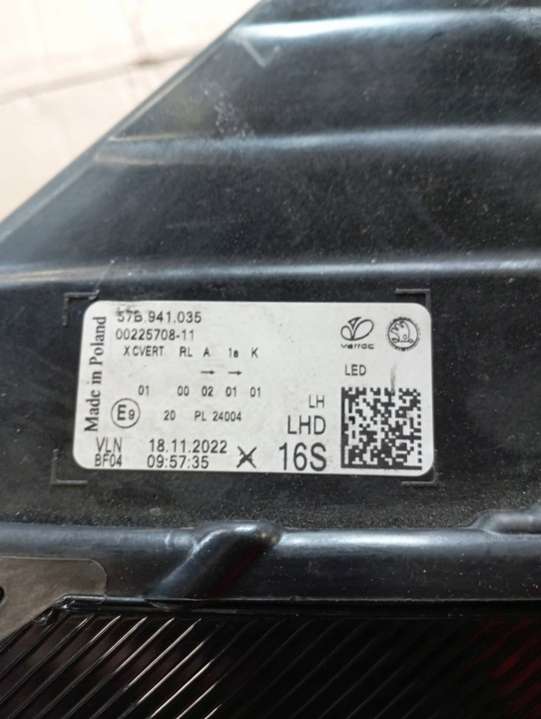 Made in Poland
57B.941.035
00225708-11
X CVERT RL A 1a K
01 00 02 01 01
E9 20 PL 24004
VLN 18.11.2022
BF04 09:57:35
varroc
LED
LH
LHD
16S